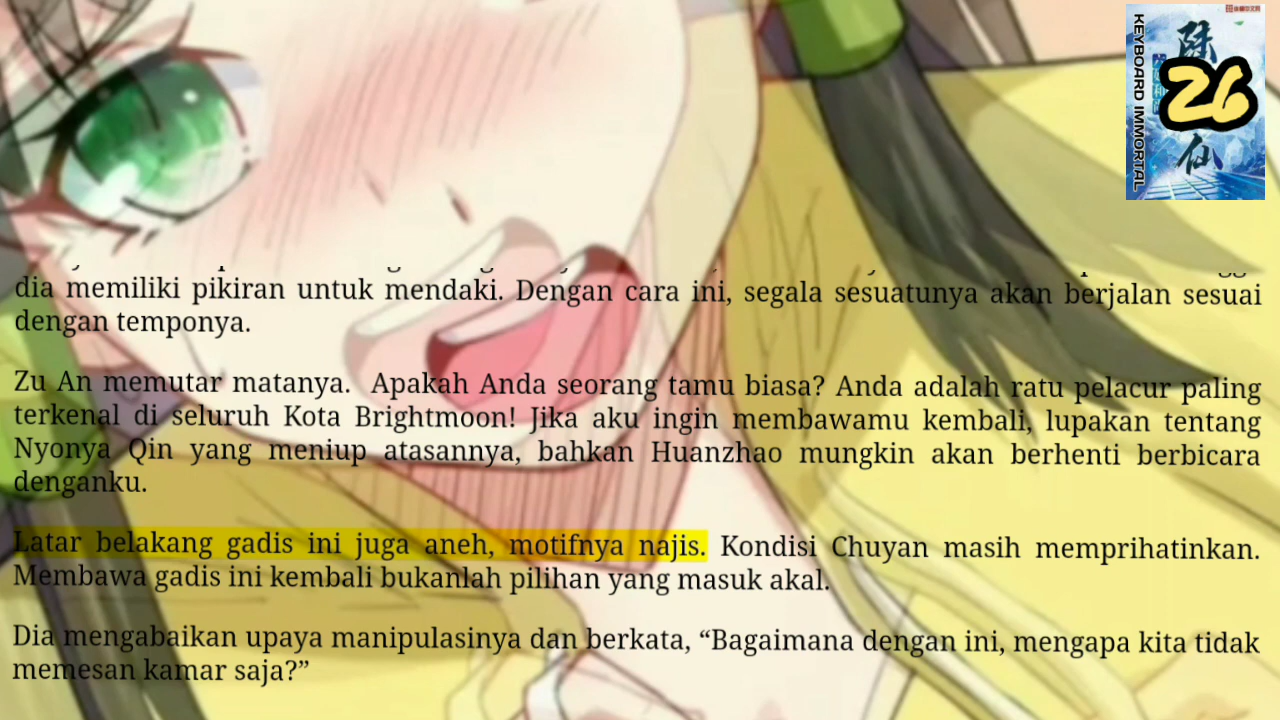 KEYBOARD IMMORTAL
26
dia memiliki pikiran untuk mendaki. Dengan cara ini, segala sesuatunya akan berjalan sesuai
dengan temponya.
Zu An memutar matanya. Apakah Anda seorang tamu biasa? Anda adalah ratu pelacur paling
terkenal di seluruh Kota Brightmoon! Jika aku ingin membawamu kembali, lupakan tentang
Nyonya Qin yang meniup atasannya, bahkan Huanzhao mungkin akan berhenti berbicara
denganku.
Latar belakang gadis ini juga aneh, motifnya najis. Kondisi Chuyan masih memprihatinkan.
Membawa gadis ini kembali bukanlah pilihan yang masuk akal.
Dia mengabaikan upaya manipulasinya dan berkata, “Bagaimana dengan ini, mengapa kita tidak
memesan kamar saja?”